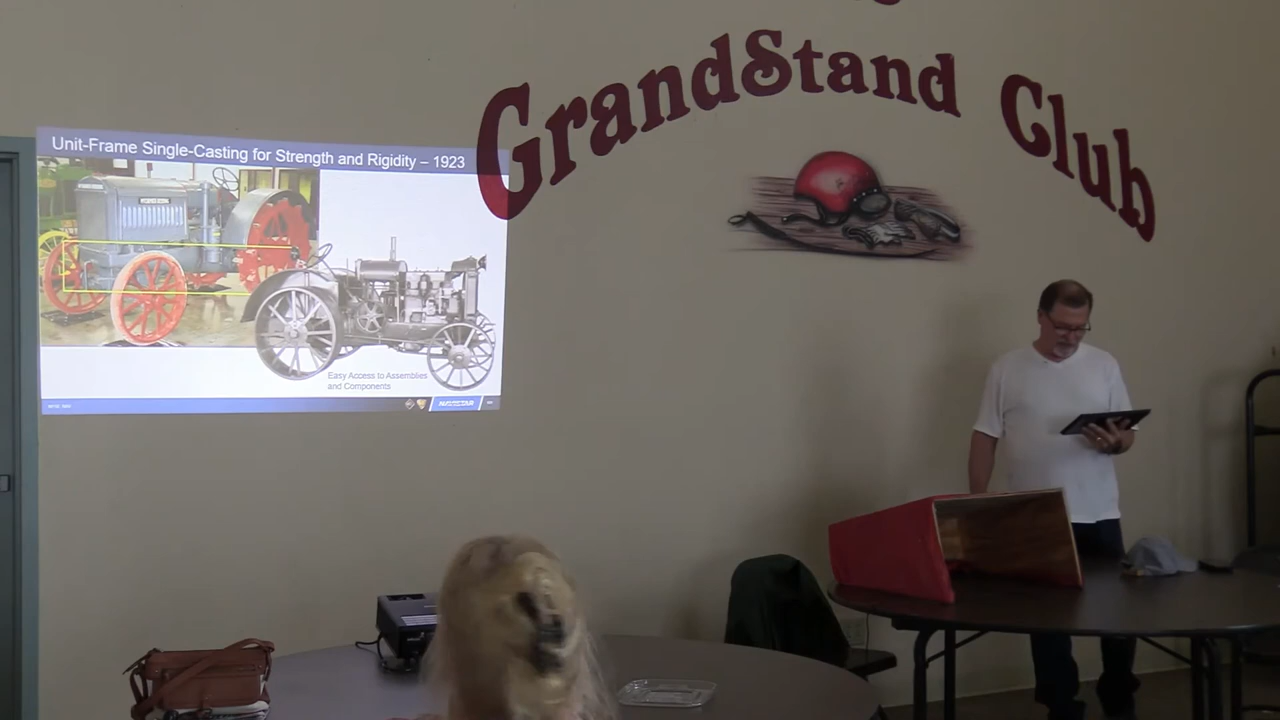 GrandStand Club
Unit-Frame Single-Casting for Strength and Rigidity – 1923
Easy Access to Assemblies
and Components
NAVISTAR